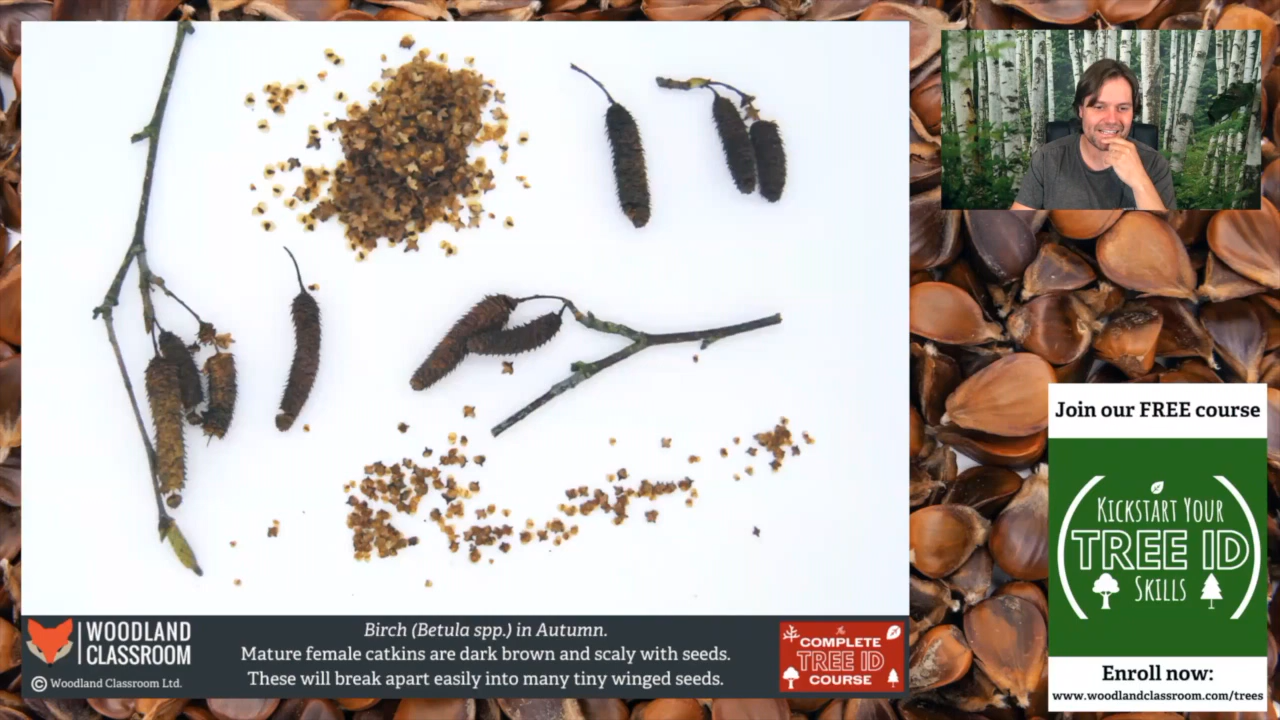 Join our FREE course
KICKSTART YOUR
TREE ID
SKILLS
Enroll now:
www.woodlandclassroom.com/trees
WOODLAND
CLASSROOM
© Woodland Classroom Ltd.
Birch (Betula spp.) in Autumn.
Mature female catkins are dark brown and scaly with seeds.
These will break apart easily into many tiny winged seeds.
The
COMPLETE
TREE ID
COURSE